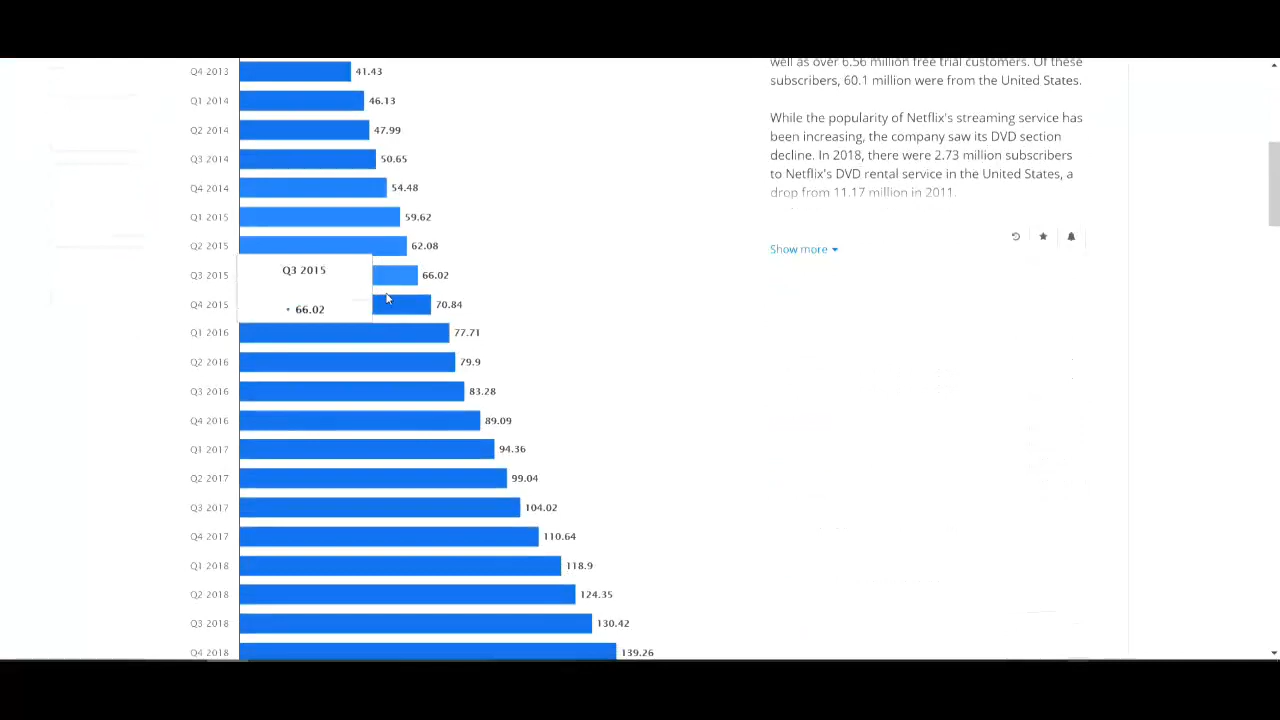 Q4 2013 41.43
Q1 2014 46.13
Q2 2014 47.99
Q3 2014 50.65
Q4 2014 54.48
Q1 2015 59.62
Q2 2015 62.08
Q3 2015 66.02
Q4 2015 70.84
Q1 2016 77.71
Q2 2016 79.9
Q3 2016 83.28
Q4 2016 89.09
Q1 2017 94.36
Q2 2017 99.04
Q3 2017 104.02
Q4 2017 110.64
Q1 2018 118.9
Q2 2018 124.35
Q3 2018 130.42
Q4 2018 139.26
Q3 2015
• 66.02
well as over 6.56 million free trial customers. Of these
subscribers, 60.1 million were from the United States.
While the popularity of Netflix's streaming service has
been increasing, the company saw its DVD section
decline. In 2018, there were 2.73 million subscribers
to Netflix's DVD rental service in the United States, a
drop from 11.17 million in 2011.
Show more